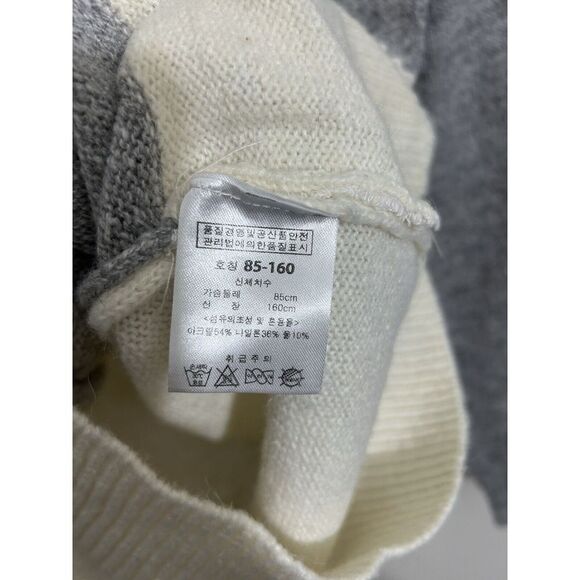 품질경영및공산품안전
관리법에의한품질표시
호칭 85-160
신체치수
가슴둘레 85cm
신 장 160cm
<섬유의조성 및 혼용율>
아크릴54% 나일론36% 울10%
취급주의
손세탁